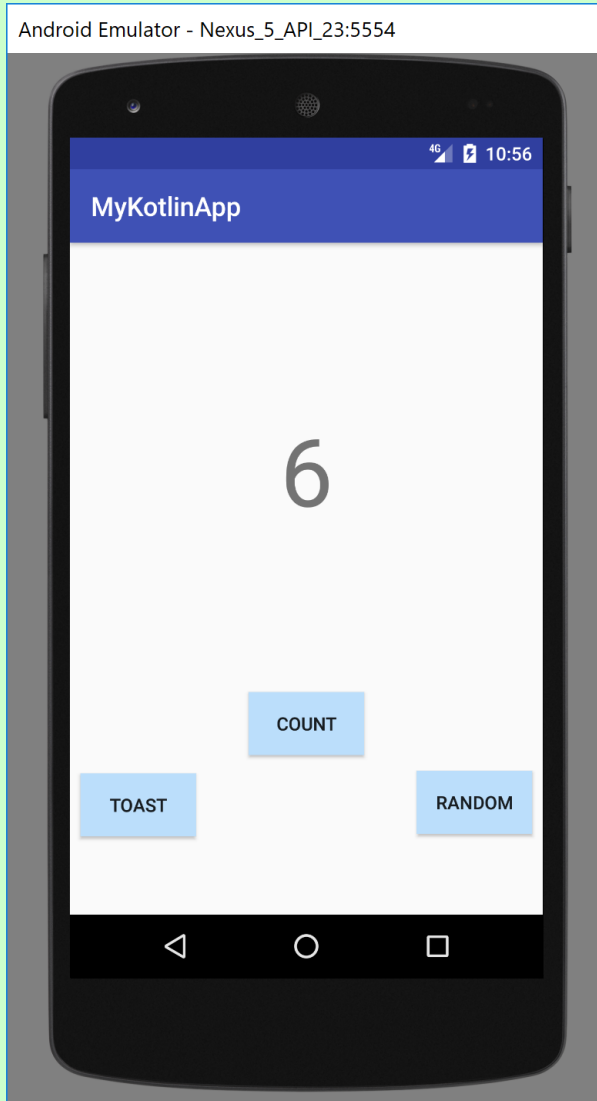 Android Emulator - Nexus_5_API_23:5554
4G 10:56
MyKotlinApp
6
COUNT
TOAST
RANDOM